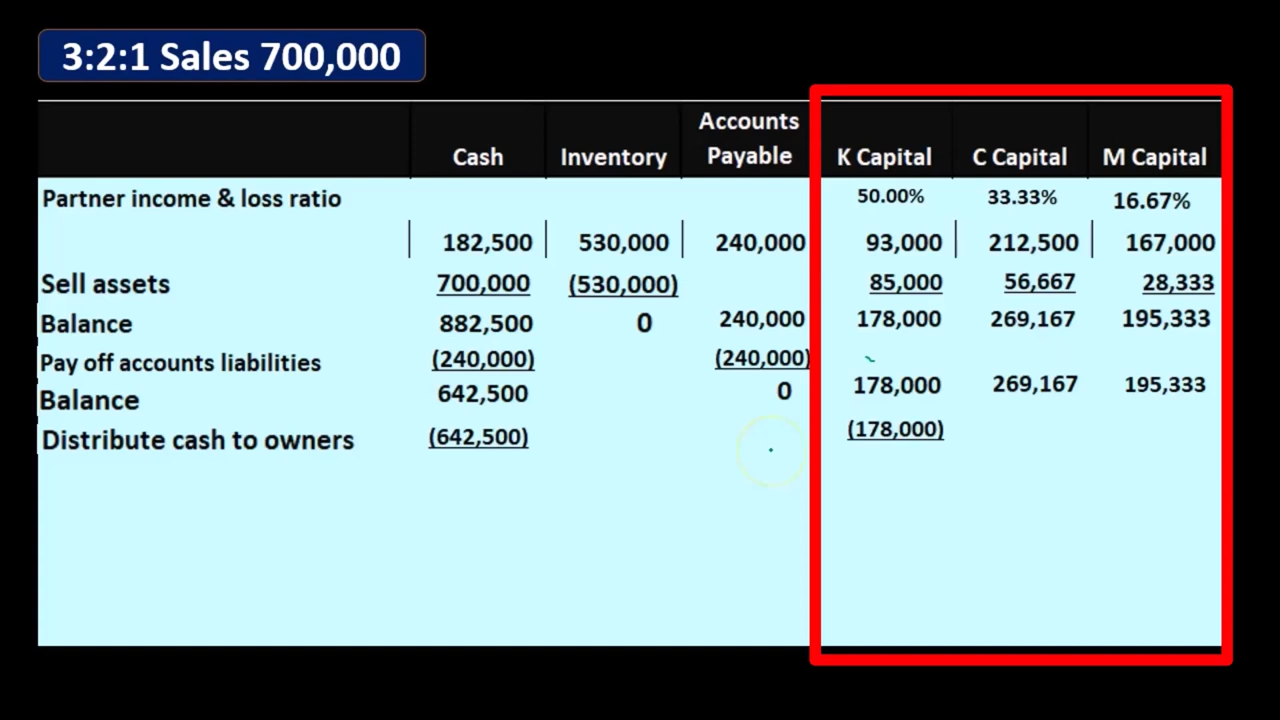 3:2:1 Sales 700,000
Accounts
Cash Inventory Payable K Capital C Capital M Capital
Partner income & loss ratio 50.00% 33.33% 16.67%
182,500 530,000 240,000 93,000 212,500 167,000
Sell assets 700,000 (530,000) 85,000 56,667 28,333
Balance 882,500 0 240,000 178,000 269,167 195,333
Pay off accounts liabilities (240,000) (240,000)
Balance 642,500 0 178,000 269,167 195,333
Distribute cash to owners (642,500) (178,000)